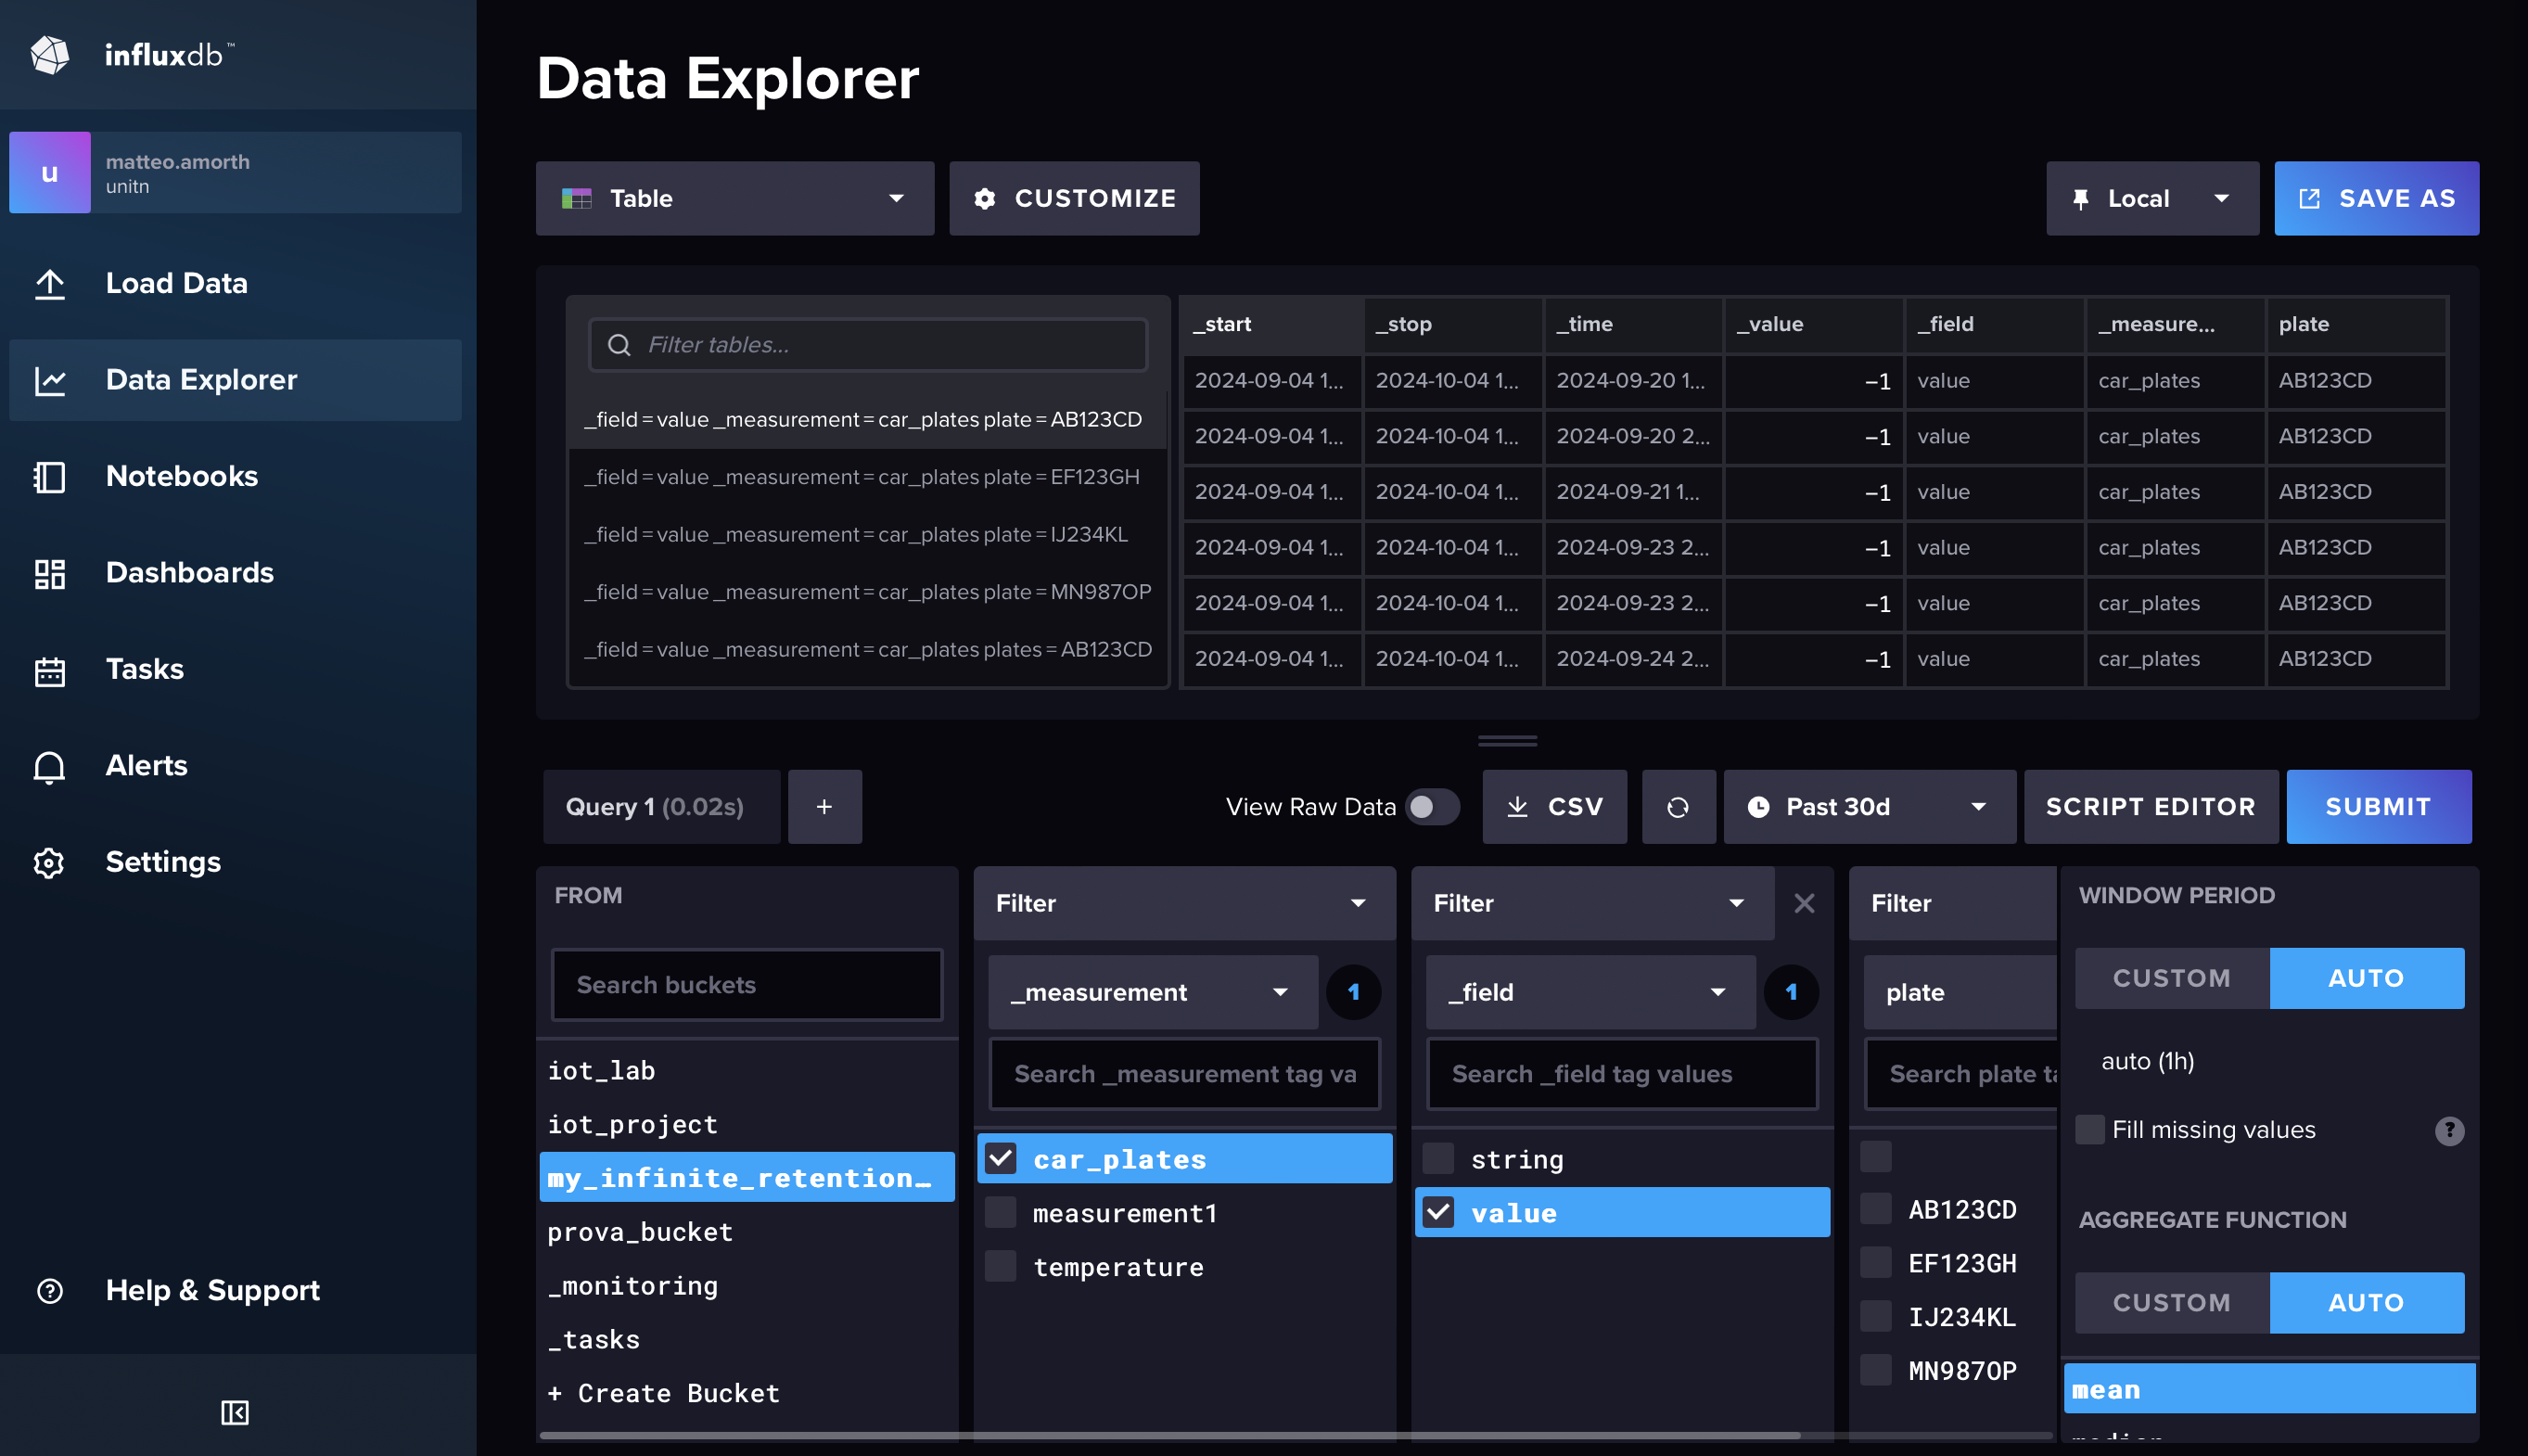 influxdb™
u
matteo.amorth
unitn
Load Data
Data Explorer
Notebooks
Dashboards
Tasks
Alerts
Settings
Help & Support
Data Explorer
Table
CUSTOMIZE
Local
SAVE AS
Filter tables...
_field=value _measurement=car_plates plate=AB123CD
_field=value _measurement=car_plates plate=EF123GH
_field=value _measurement=car_plates plate=IJ234KL
_field=value _measurement=car_plates plate=MN987OP
_field=value _measurement=car_plates plates=AB123CD
_start _stop _time _value _field _measure... plate
2024-09-04 1... 2024-10-04 1... 2024-09-20 1... -1 value car_plates AB123CD
2024-09-04 1... 2024-10-04 1... 2024-09-20 2... -1 value car_plates AB123CD
2024-09-04 1... 2024-10-04 1... 2024-09-21 1... -1 value car_plates AB123CD
2024-09-04 1... 2024-10-04 1... 2024-09-23 2... -1 value car_plates AB123CD
2024-09-04 1... 2024-10-04 1... 2024-09-23 2... -1 value car_plates AB123CD
2024-09-04 1... 2024-10-04 1... 2024-09-24 2... -1 value car_plates AB123CD
Query 1 (0.02s)
+
View Raw Data
CSV
Past 30d
SCRIPT EDITOR
SUBMIT
FROM
Search buckets
iot_lab
iot_project
my_infinite_retention…
prova_bucket
_monitoring
_tasks
+ Create Bucket
Filter
_measurement
1
Search _measurement tag va
car_plates
measurement1
temperature
Filter
_field
1
Search _field tag values
string
value
Filter
plate
Search plate ta
AB123CD
EF123GH
IJ234KL
MN987OP
WINDOW PERIOD
CUSTOM
AUTO
auto (1h)
Fill missing values
?
AGGREGATE FUNCTION
CUSTOM
AUTO
mean